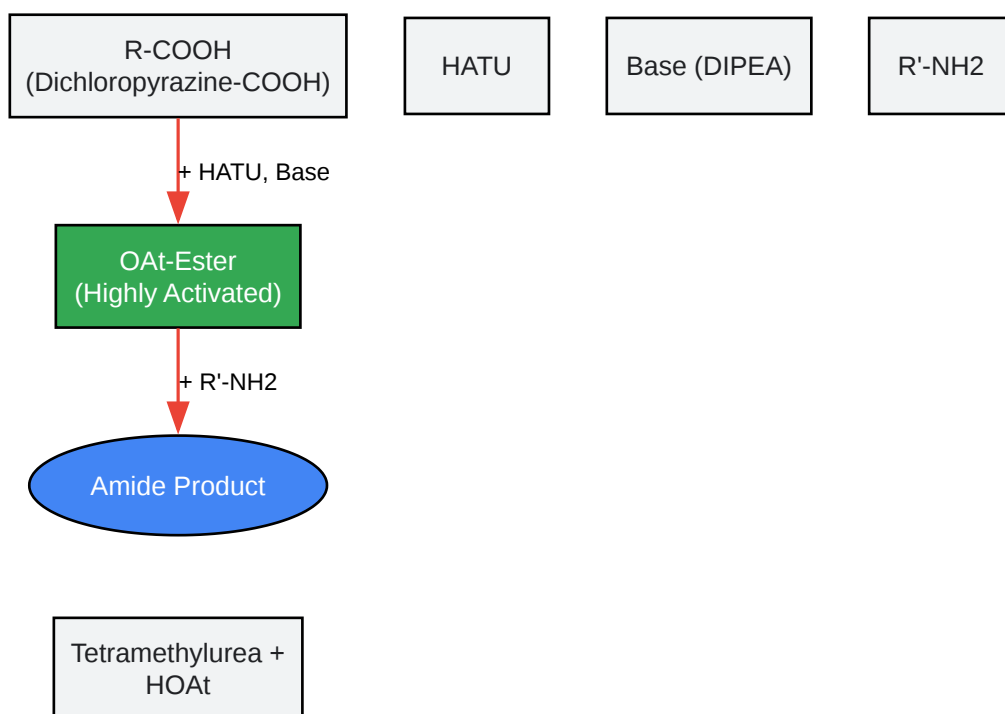 R-COOH
(Dichloropyrazine-COOH)
HATU
Base (DIPEA)
R'-NH2
+ HATU, Base
OAt-Ester
(Highly Activated)
+ R'-NH2
Amide Product
Tetramethylurea +
HOAt